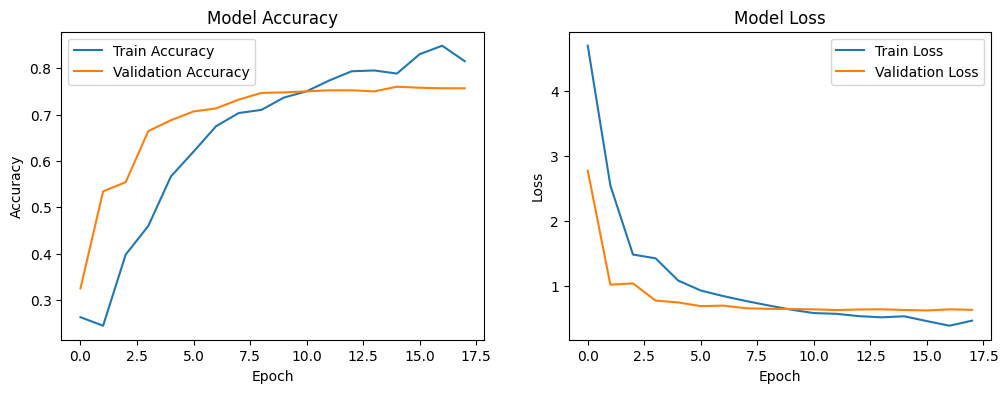 Model Accuracy
Train Accuracy
Validation Accuracy
Accuracy
0.8
0.7
0.6
0.5
0.4
0.3
0.0 2.5 5.0 7.5 10.0 12.5 15.0 17.5
Epoch
Model Loss
Train Loss
Validation Loss
Loss
4
3
2
1
0.0 2.5 5.0 7.5 10.0 12.5 15.0 17.5
Epoch